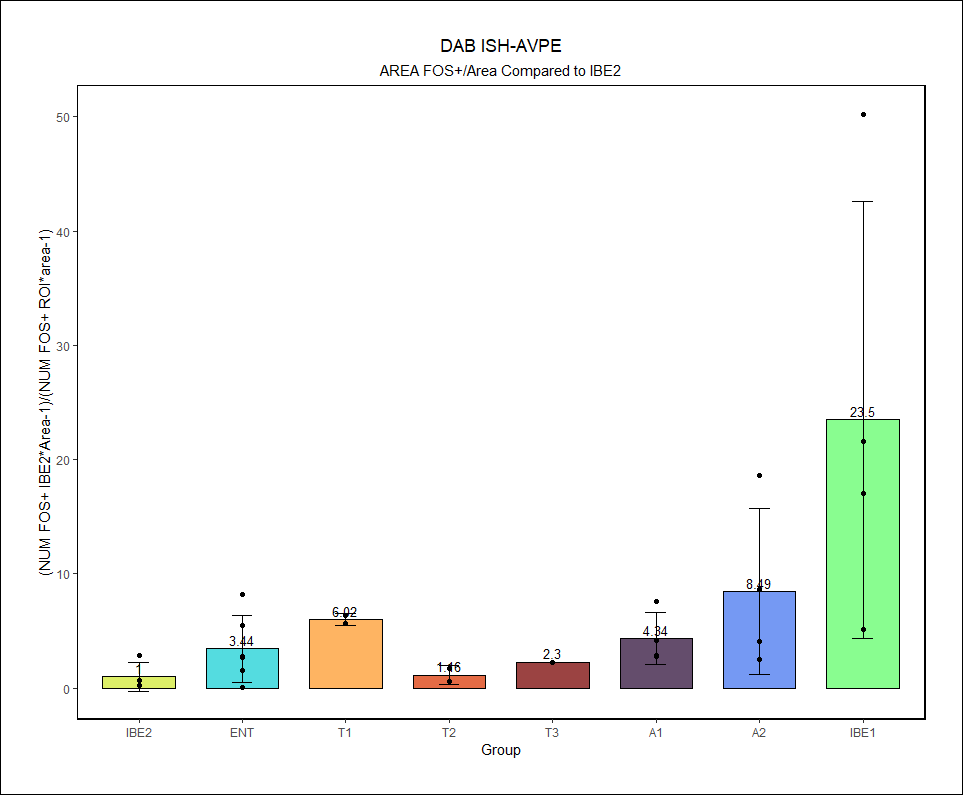 DAB ISH-AVPE
AREA FOS+/Area Compared to IBE2
(NUM FOS+ IBE2*Area-1)/(NUM FOS+ ROI*area-1)
50
40
30
20
10
0
1
3.44
6.02
2.3
4.34
8.49
23.5
IBE2 ENT T1 T2 T3 A1 A2 IBE1
Group